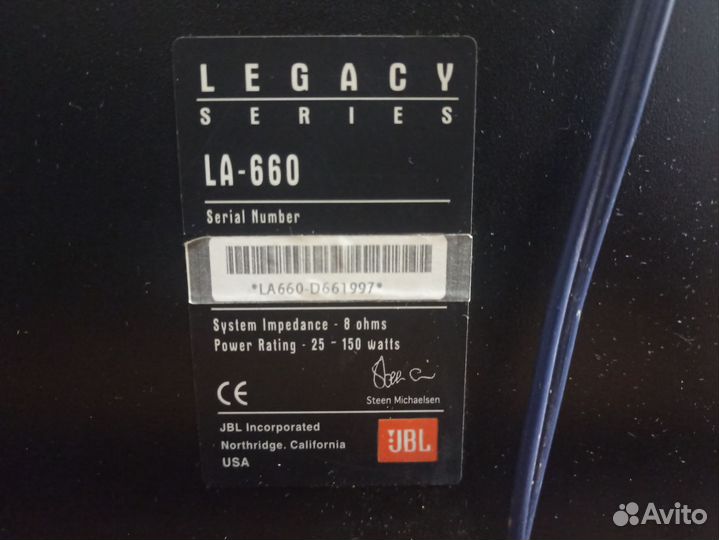 LEGACY
SERIES
LA-660
Serial Number
*LA660-D661997*
System Impedance - 8 ohms
Power Rating - 25 - 150 watts
CE
Steen Michaelsen
JBL Incorporated
Northridge. California
USA
JBL
Avito